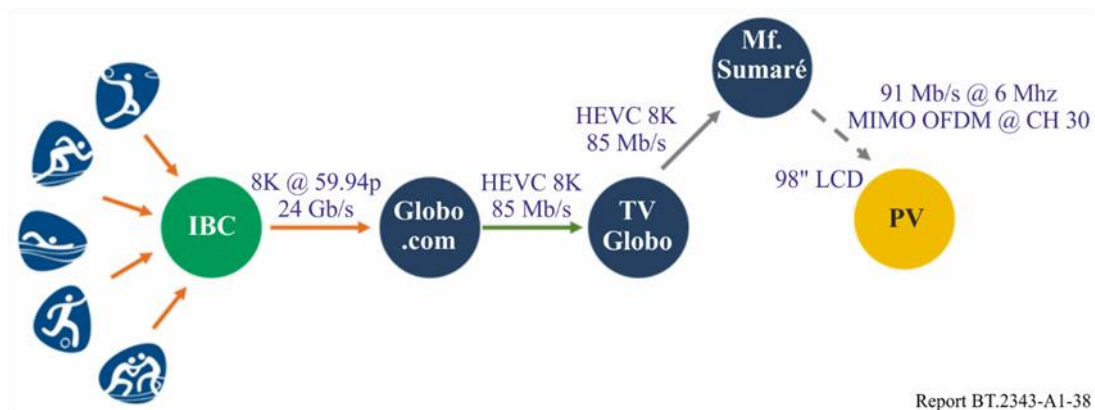 Mf.
Sumaré
91 Mb/s @ 6 Mhz
MIMO OFDM @ CH 30
HEVC 8K
85 Mb/s
98" LCD
8K @ 59.94p
24 Gb/s
HEVC 8K
85 Mb/s
IBC
Globo
.com
TV
Globo
PV
Report BT.2343-A1-38